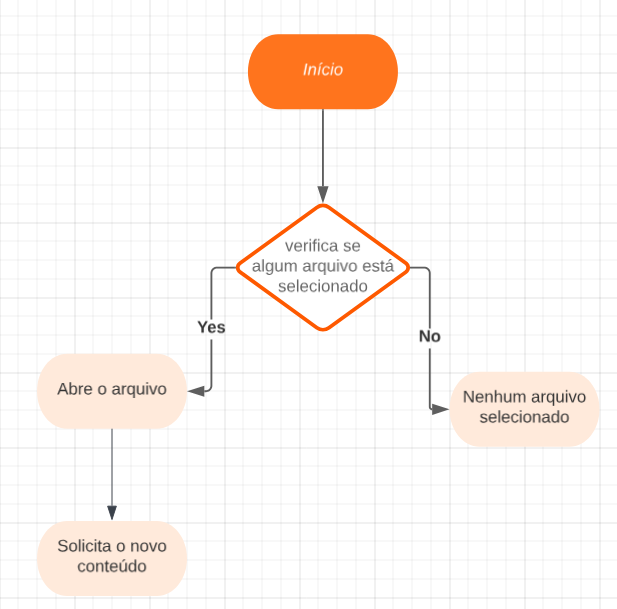 Início
verifica se
algum arquivo está
selecionado
Yes
No
Abre o arquivo
Nenhum arquivo
selecionado
Solicita o novo
conteúdo